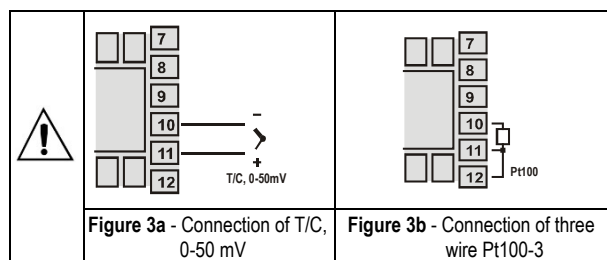 7
8
9
10
11
12
–
+
T/C, 0-50mV
Figure 3a - Connection of T/C,
0-50 mV
7
8
9
10
11
12
Pt100
Figure 3b - Connection of three
wire Pt100-3